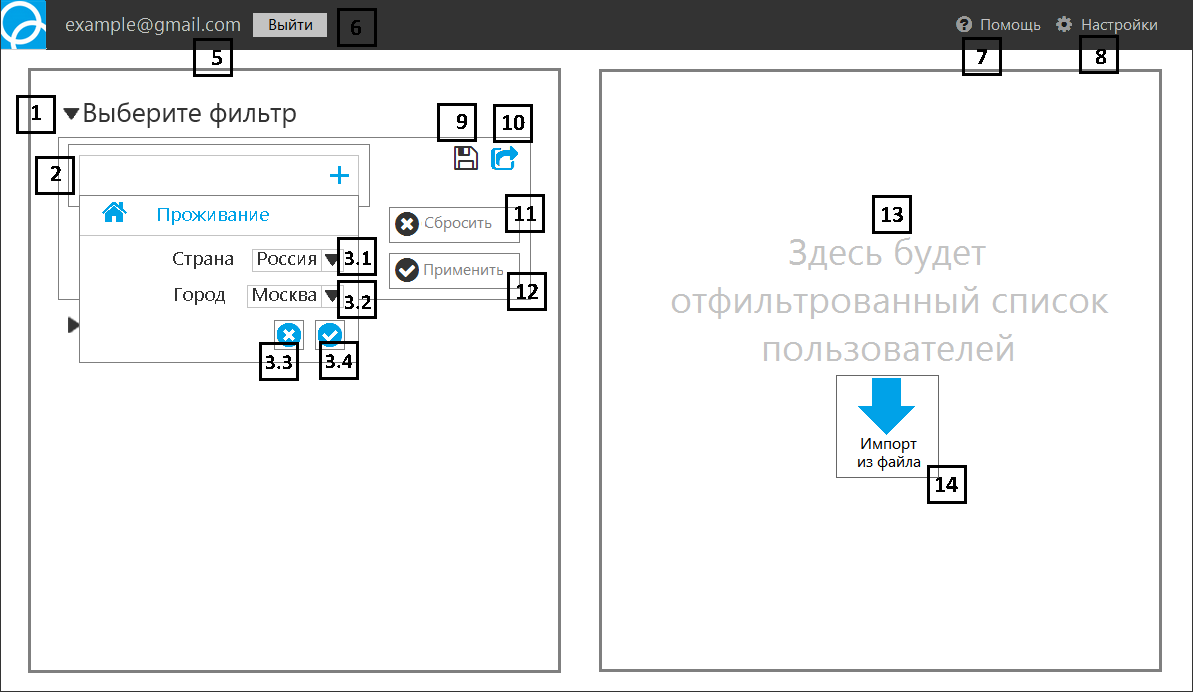 example@gmail.com Выйти 6 Помощь Настройки
5 7 8
1 Выберите фильтр 9 10
2
Проживание 11 Сбросить
Страна Россия 3.1 Применить
Город Москва 3.2 12
3.3 3.4
13
Здесь будет
отфильтрованный список
пользователей
Импорт
из файла
14